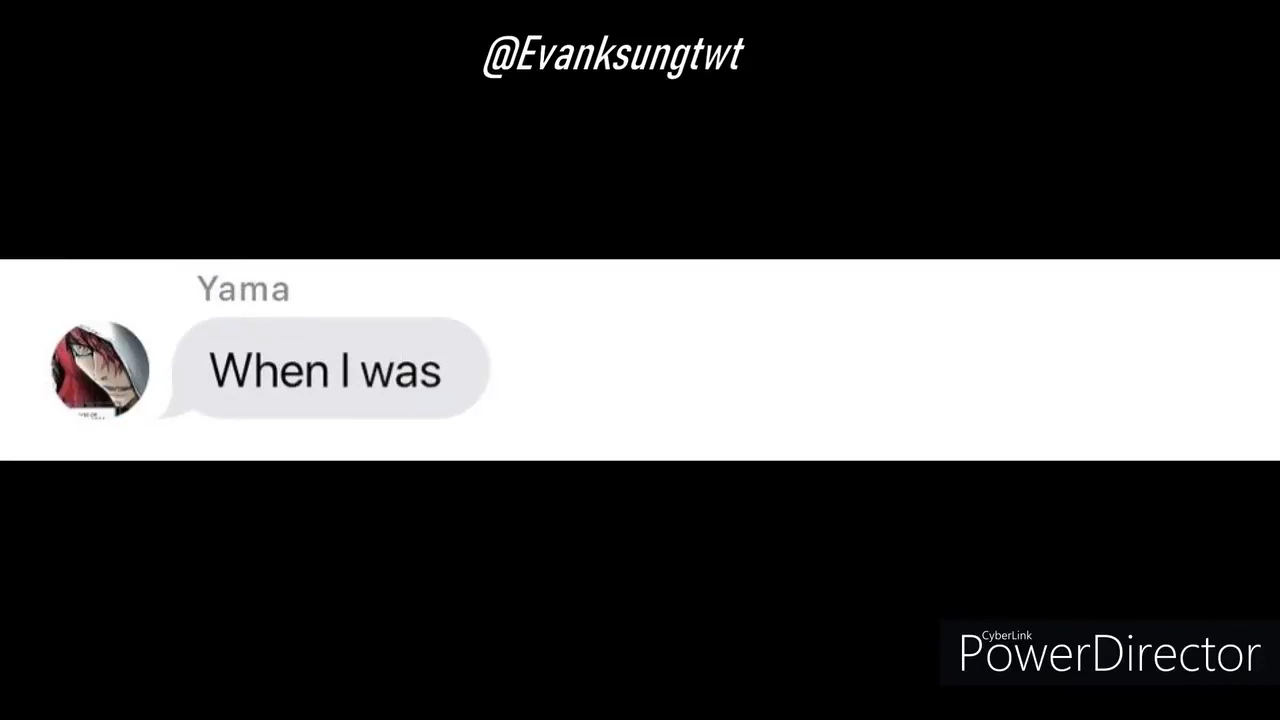 @Evanksungtwt
Yama
When I was
CyberLink
PowerDirector